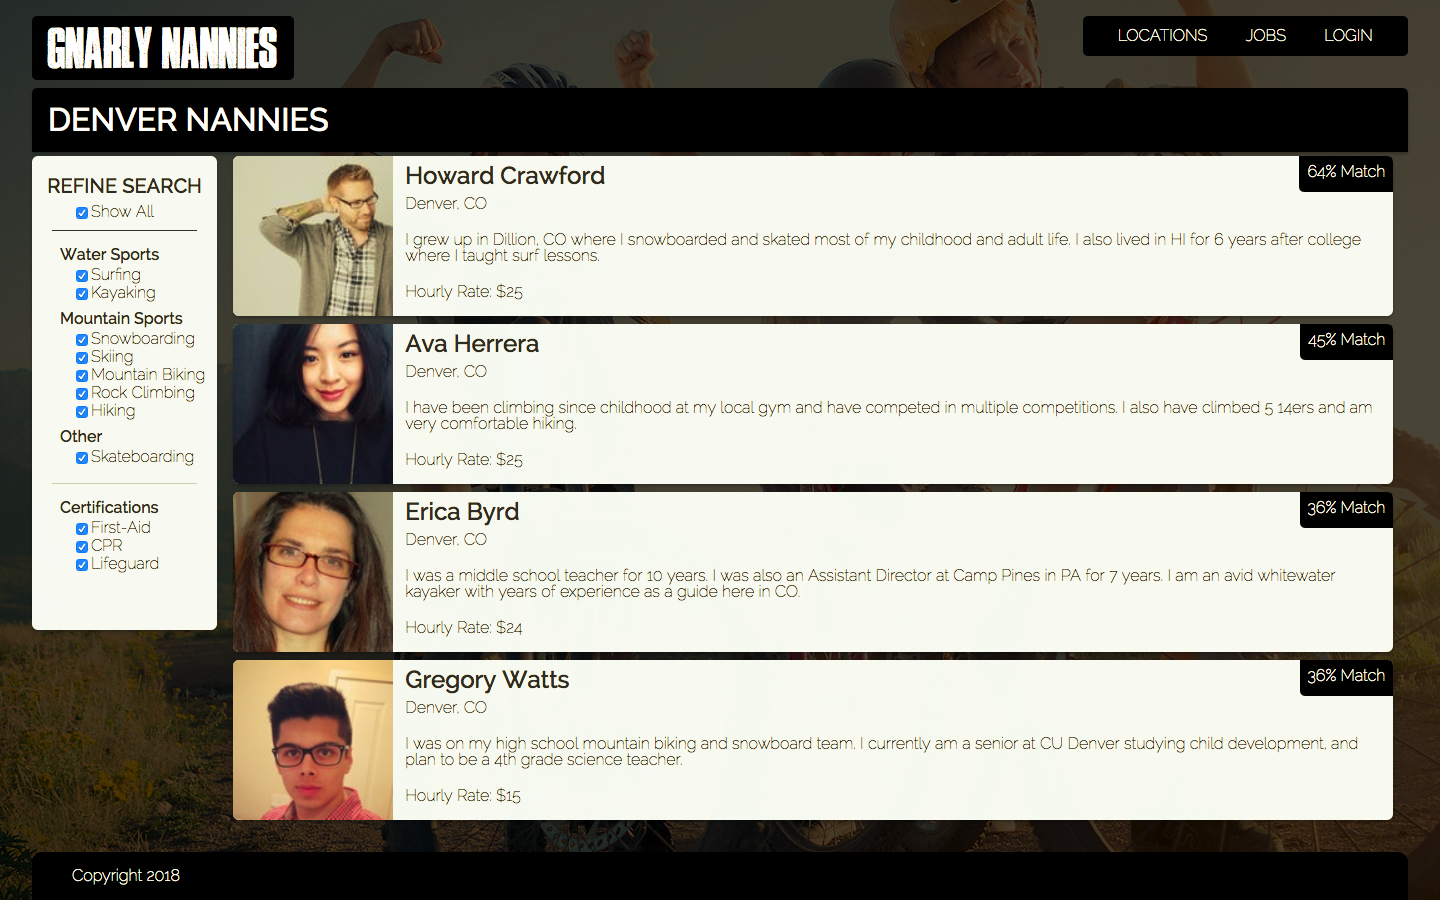 GNARLY NANNIES
LOCATIONS JOBS LOGIN
DENVER NANNIES
REFINE SEARCH
Show All
Water Sports
Surfing
Kayaking
Mountain Sports
Snowboarding
Skiing
Mountain Biking
Rock Climbing
Hiking
Other
Skateboarding
Certifications
First-Aid
CPR
Lifeguard
Howard Crawford
64% Match
Denver, CO
I grew up in Dillion, CO where I snowboarded and skated most of my childhood and adult life. I also lived in HI for 6 years after college
where I taught surf lessons.
Hourly Rate: $25
Ava Herrera
45% Match
Denver, CO
I have been climbing since childhood at my local gym and have competed in multiple competitions. I also have climbed 5 14ers and am
very comfortable hiking.
Hourly Rate: $25
Erica Byrd
36% Match
Denver, CO
I was a middle school teacher for 10 years. I was also an Assistant Director at Camp Pines in PA for 7 years. I am an avid whitewater
kayaker with years of experience as a guide here in CO.
Hourly Rate: $24
Gregory Watts
36% Match
Denver, CO
I was on my high school mountain biking and snowboard team. I currently am a senior at CU Denver studying child development, and
plan to be a 4th grade science teacher.
Hourly Rate: $15
Copyright 2018